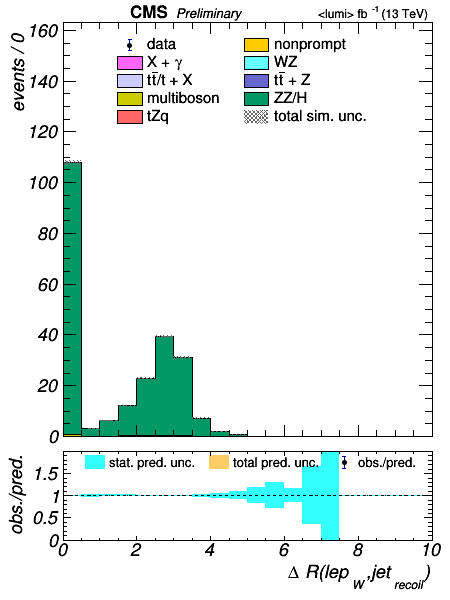 CMS Preliminary <lumi> fb⁻¹ (13 TeV)
events / 0
160
140
120
100
80
60
40
20
0
data
nonprompt
X + γ
WZ
tt̄/t + X
tt̄ + Z
multiboson
ZZ/H
tZq
total sim. unc.
obs./pred.
1.5
1
0.5
0
stat. pred. unc.
total pred. unc.
obs./pred.
0 2 4 6 8 10
Δ R(lep_W,jet_recoil)